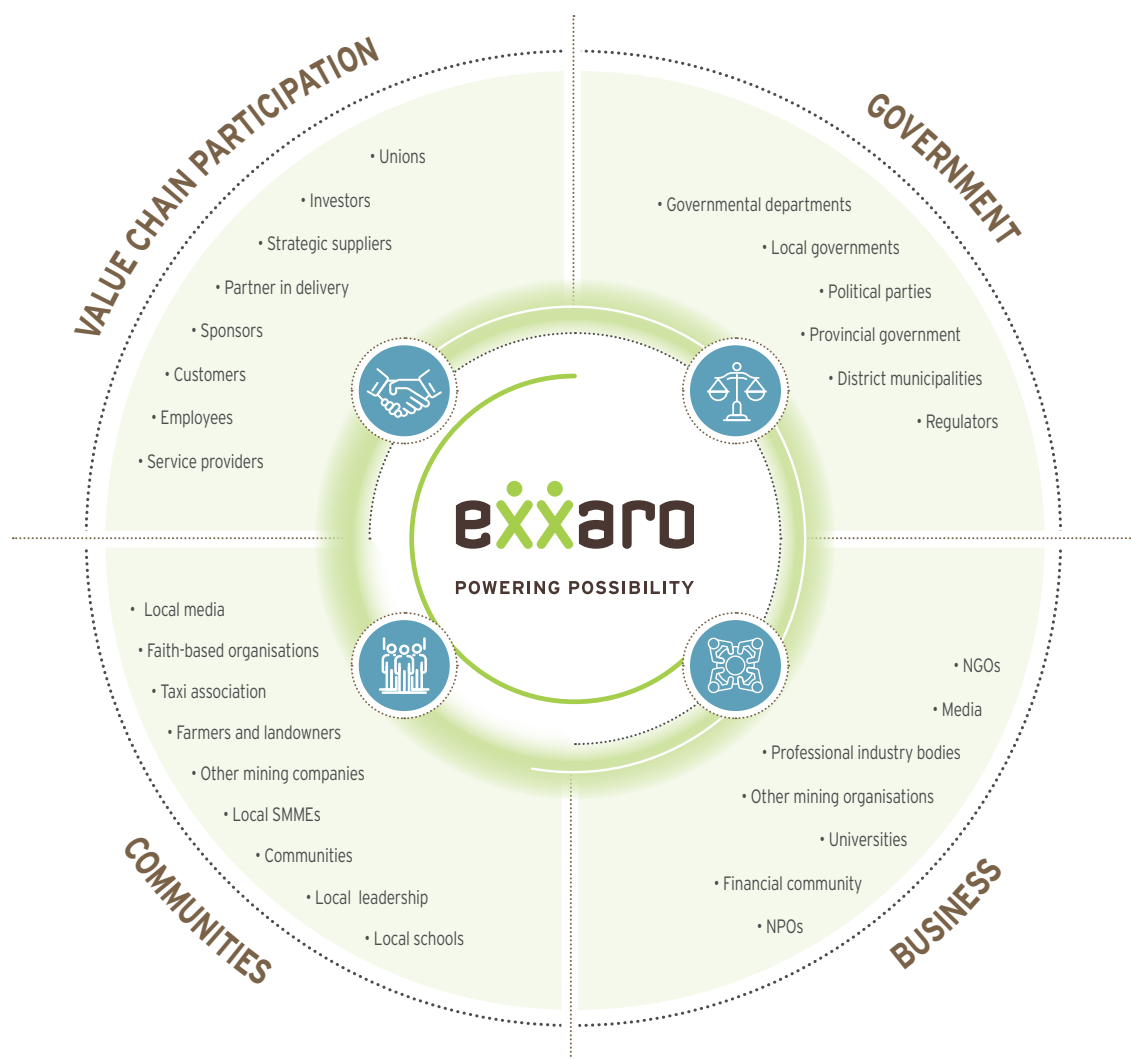 VALUE CHAIN PARTICIPATION
• Unions
• Investors
• Strategic suppliers
• Partner in delivery
• Sponsors
• Customers
• Employees
• Service providers
GOVERNMENT
• Governmental departments
• Local governments
• Political parties
• Provincial government
• District municipalities
• Regulators
exxaro
POWERING POSSIBILITY
COMMUNITIES
• Local media
• Faith-based organisations
• Taxi association
• Farmers and landowners
• Other mining companies
• Local SMMEs
• Communities
• Local leadership
• Local schools
BUSINESS
• NGOs
• Media
• Professional industry bodies
• Other mining organisations
• Universities
• Financial community
• NPOs